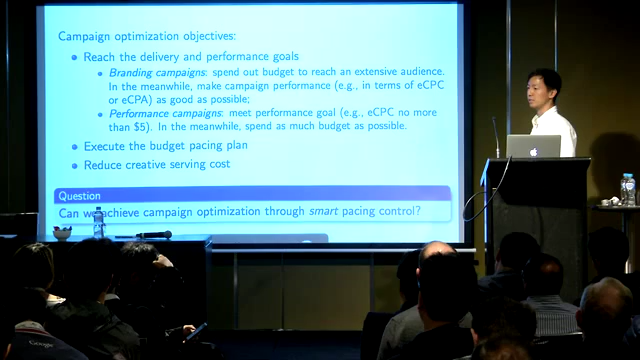 Campaign optimization objectives:
Reach the delivery and performance goals
Branding campaigns: spend out budget to reach an extensive audience.
In the meanwhile, make campaign performance (e.g., in terms of eCPC
or eCPA) as good as possible;
Performance campaigns: meet performance goal (e.g., eCPC no more
than $5). In the meanwhile, spend as much budget as possible.
Execute the budget pacing plan
Reduce creative serving cost
Question
Can we achieve campaign optimization through smart pacing control?
Google